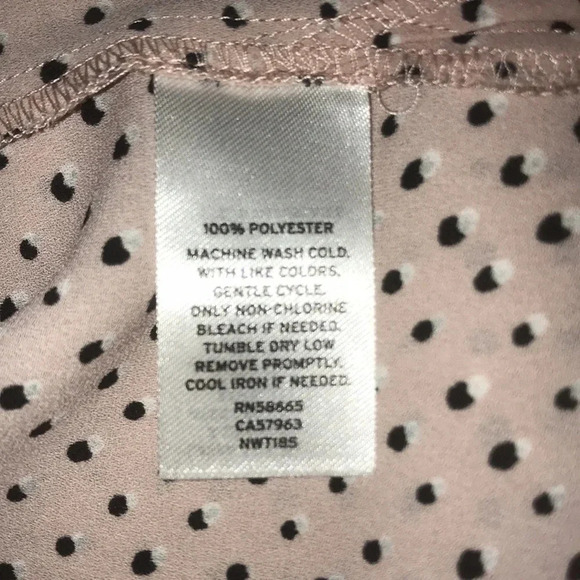 100% POLYESTER
MACHINE WASH COLD.
WITH LIKE COLORS.
GENTLE CYCLE.
ONLY NON-CHLORINE
BLEACH IF NEEDED.
TUMBLE DRY LOW
REMOVE PROMPTLY.
COOL IRON IF NEEDED.
RN58665
CA57963
NWT185